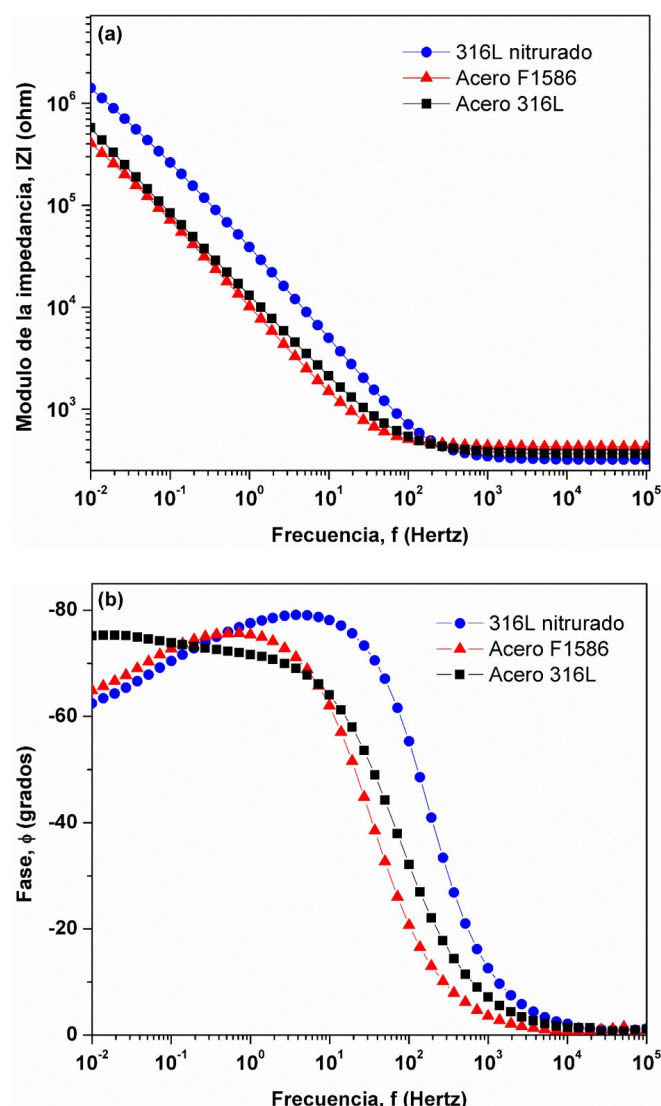 (a)
316L nitrurado
Acero F1586
Acero 316L
Modulo de la impedancia, IZI (ohm)
10^6
10^5
10^4
10^3
10^-2 10^-1 10^0 10^1 10^2 10^3 10^4 10^5
Frecuencia, f (Hertz)
(b)
316L nitrurado
Acero F1586
Acero 316L
Fase, ϕ (grados)
-80
-60
-40
-20
0
10^-2 10^-1 10^0 10^1 10^2 10^3 10^4 10^5
Frecuencia, f (Hertz)